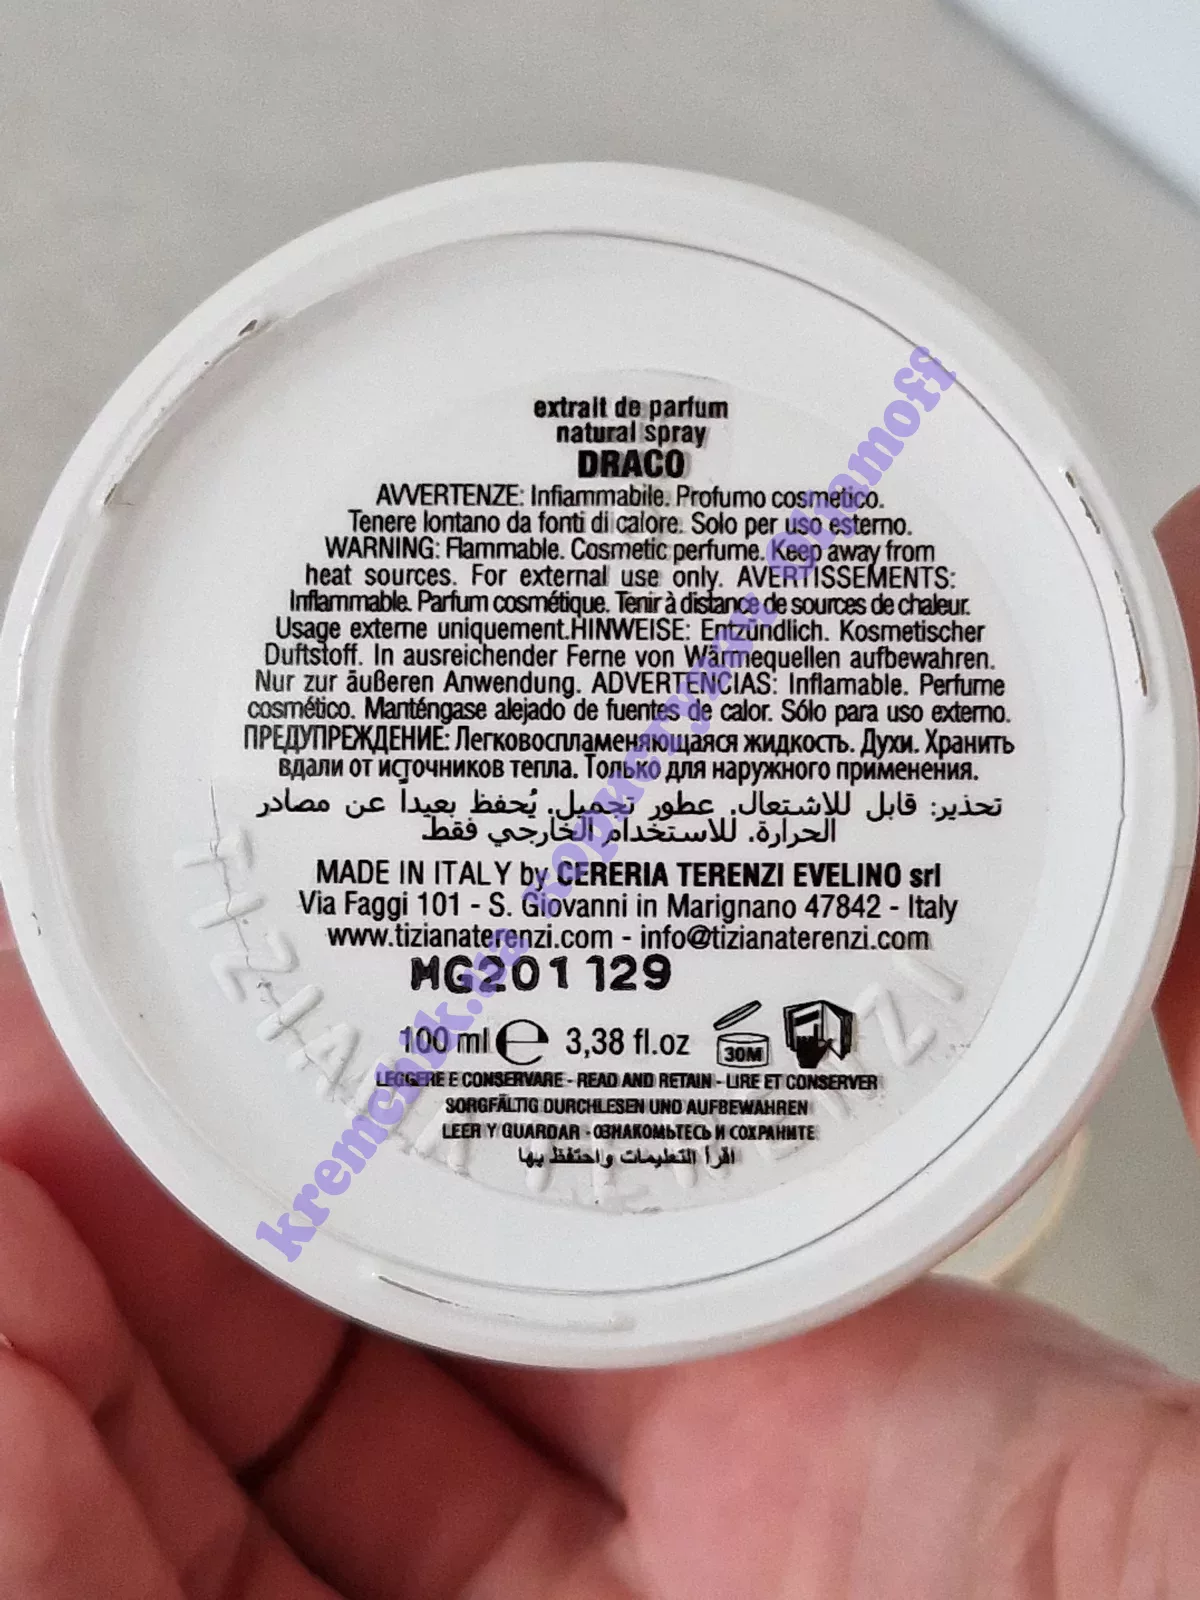 extrait de parfum
natural spray
DRACO
AVVERTENZE: Infiammabile. Profumo cosmetico.
Tenere lontano da fonti di calore. Solo per uso esterno.
WARNING: Flammable. Cosmetic perfume. Keep away from
heat sources. For external use only. AVERTISSEMENTS:
Inflammable. Parfum cosmétique. Tenir à distance de sources de chaleur.
Usage externe uniquement.HINWEISE: Entzündlich. Kosmetischer
Duftstoff. In ausreichender Ferne von Wärmequellen aufbewahren.
Nur zur äußeren Anwendung. ADVERTENCIAS: Inflamable. Perfume
cosmético. Manténgase alejado de fuentes de calor. Sólo para uso externo.
ПРЕДУПРЕЖДЕНИЕ: Легковоспламеняющаяся жидкость. Духи. Хранить
вдали от источников тепла. Только для наружного применения.
تحذير: قابل للاشتعال. عطور تجميل. يُحفظ بعيداً عن مصادر
الحرارة. للاستخدام الخارجي فقط
MADE IN ITALY by CERERIA TERENZI EVELINO srl
Via Faggi 101 - S. Giovanni in Marignano 47842 - Italy
www.tizianaterenzi.com - info@tizianaterenzi.com
MG201129
100 ml e 3,38 fl.oz 30M
LEGGERE E CONSERVARE - READ AND RETAIN - LIRE ET CONSERVER
SORGFÄLTIG DURCHLESEN UND AUFBEWAHREN
LEER Y GUARDAR - ОЗНАКОМЬТЕСЬ И СОХРАНИТЕ
اقرأ التعليمات واحتفظ بها
TIZIANA TERENZI
kremchik.ua користувач @jamoff